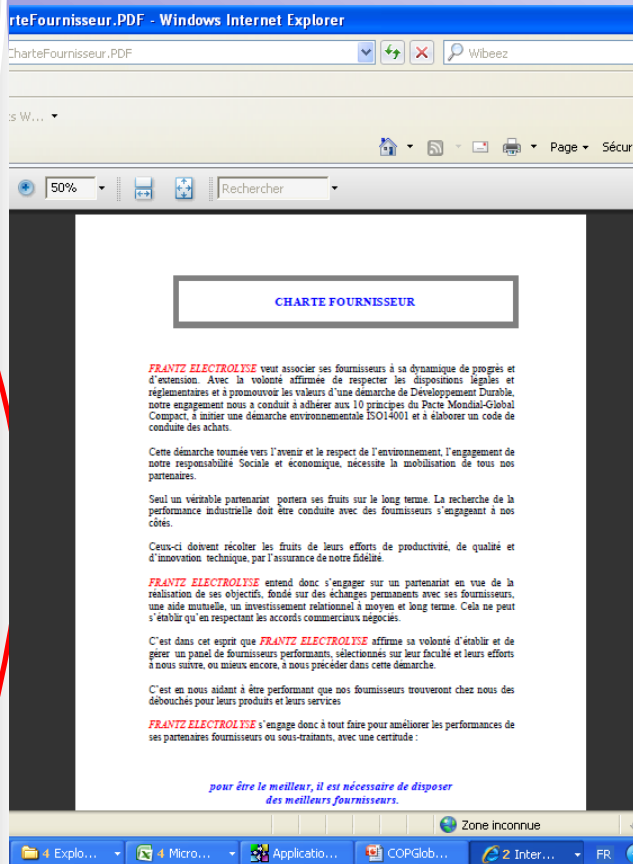 rteFournisseur.PDF - Windows Internet Explorer
CharteFournisseur.PDF
Wibeez
s W...
Page
Sécur
50%
Rechercher
CHARTE FOURNISSEUR
FRANTZ ELECTROLYSE veut associer ses fournisseurs à sa dynamique de progrès et
d'extension. Avec la volonté affirmée de respecter les dispositions légales et
réglementaires et à promouvoir les valeurs d'une démarche de Développement Durable,
notre engagement nous a conduit à adhérer aux 10 principes du Pacte Mondial-Global
Compact, à initier une démarche environnementale ISO14001 et à élaborer un code de
conduite des achats.
Cette démarche tournée vers l'avenir et le respect de l'environnement, l'engagement de
notre responsabilité Sociale et économique, nécessite la mobilisation de tous nos
partenaires.
Seul un véritable partenariat portera ses fruits sur le long terme. La recherche de la
performance industrielle doit être conduite avec des fournisseurs s'engageant à nos
côtés.
Ceux-ci doivent récolter les fruits de leurs efforts de productivité, de qualité et
d'innovation technique, par l'assurance de notre fidélité.
FRANTZ ELECTROLYSE entend donc s'engager sur un partenariat en vue de la
réalisation de ses objectifs, fondé sur des échanges permanents avec ses fournisseurs,
une aide mutuelle, un investissement relationnel à moyen et long terme. Cela ne peut
s'établir qu'en respectant les accords commerciaux négociés.
C'est dans cet esprit que FRANTZ ELECTROLYSE affirme sa volonté d'établir et de
gérer un panel de fournisseurs performants, sélectionnés sur leur faculté et leurs efforts
à nous suivre, ou mieux encore, à nous précéder dans cette démarche.
C'est en nous aidant à être performant que nos fournisseurs trouveront chez nous des
débouchés pour leurs produits et leurs services
FRANTZ ELECTROLYSE s'engage donc à tout faire pour améliorer les performances de
ses partenaires fournisseurs ou sous-traitants, avec une certitude :
pour être le meilleur, il est nécessaire de disposer
des meilleurs fournisseurs.
Zone inconnue
4 Explo...
4 Micro...
Applicatio...
COPGlob...
2 Inter...
FR